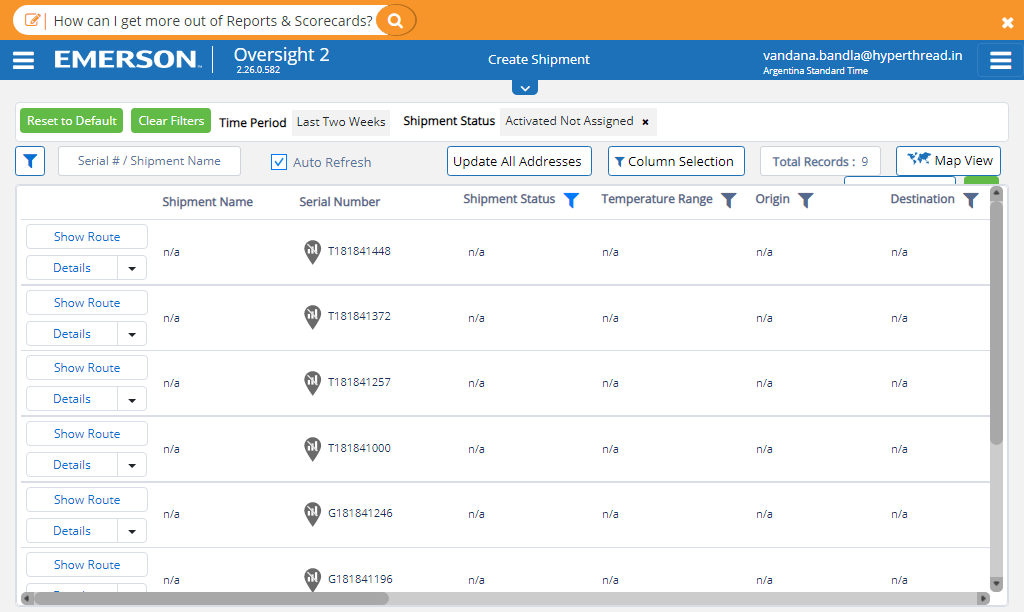 How can I get more out of Reports & Scorecards?
EMERSON
Oversight 2
2.26.0.582
Create Shipment
vandana.bandla@hyperthread.in
Argentina Standard Time
Reset to Default
Clear Filters
Time Period
Last Two Weeks
Shipment Status
Activated Not Assigned ×
Serial # / Shipment Name
Auto Refresh
Update All Addresses
Column Selection
Total Records : 9
Map View
Shipment Name
Serial Number
Shipment Status
Temperature Range
Origin
Destination
Show Route
Details
n/a
T181841448
n/a
n/a
n/a
n/a
Show Route
Details
n/a
T181841372
n/a
n/a
n/a
n/a
Show Route
Details
n/a
T181841257
n/a
n/a
n/a
n/a
Show Route
Details
n/a
T181841000
n/a
n/a
n/a
n/a
Show Route
Details
n/a
G181841246
n/a
n/a
n/a
n/a
Show Route
n/a
G181841196
n/a
n/a
n/a
n/a